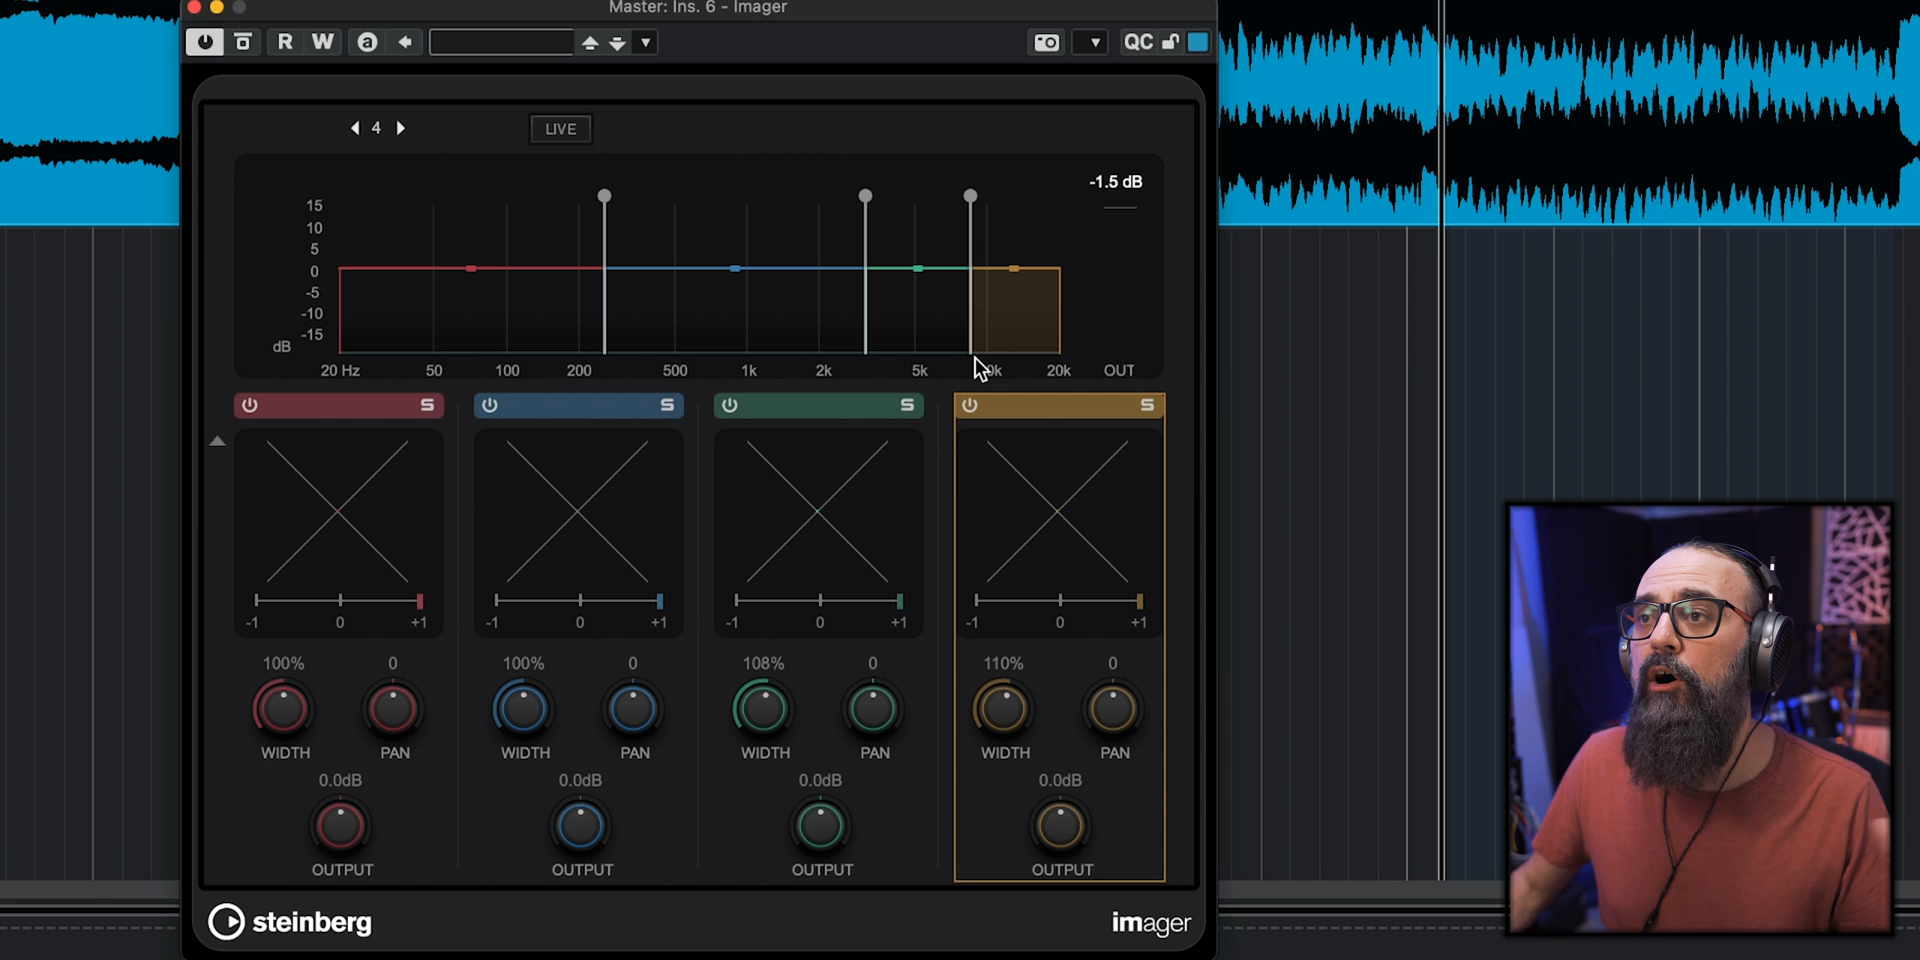 Master: Ins. 6 - Imager
R W a QC
4 LIVE
-1.5 dB
15
10
5
0
-5
-10
-15
dB
20 Hz 50 100 200 500 1k 2k 5k 20k OUT
S S S S
-1 0 +1 -1 0 +1 -1 0 +1 -1 0 +1
100% 0 100% 0 108% 0 110% 0
WIDTH PAN WIDTH PAN WIDTH PAN WIDTH PAN
0.0dB 0.0dB 0.0dB 0.0dB
OUTPUT OUTPUT OUTPUT OUTPUT
steinberg imager